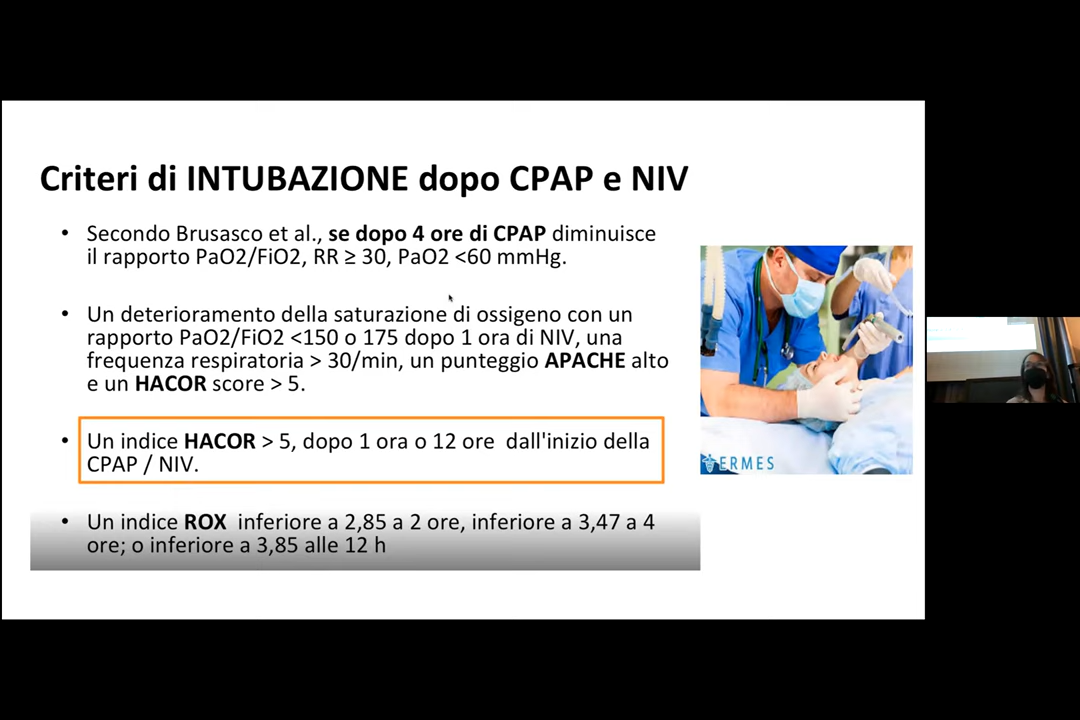 Criteri di INTUBAZIONE dopo CPAP e NIV
• Secondo Brusasco et al., se dopo 4 ore di CPAP diminuisce
il rapporto PaO2/FiO2, RR ≥ 30, PaO2 <60 mmHg.
• Un deterioramento della saturazione di ossigeno con un
rapporto PaO2/FiO2 <150 o 175 dopo 1 ora di NIV, una
frequenza respiratoria > 30/min, un punteggio APACHE alto
e un HACOR score > 5.
• Un indice HACOR > 5, dopo 1 ora o 12 ore dall'inizio della
CPAP / NIV.
• Un indice ROX inferiore a 2,85 a 2 ore, inferiore a 3,47 a 4
ore; o inferiore a 3,85 alle 12 h
ERMES